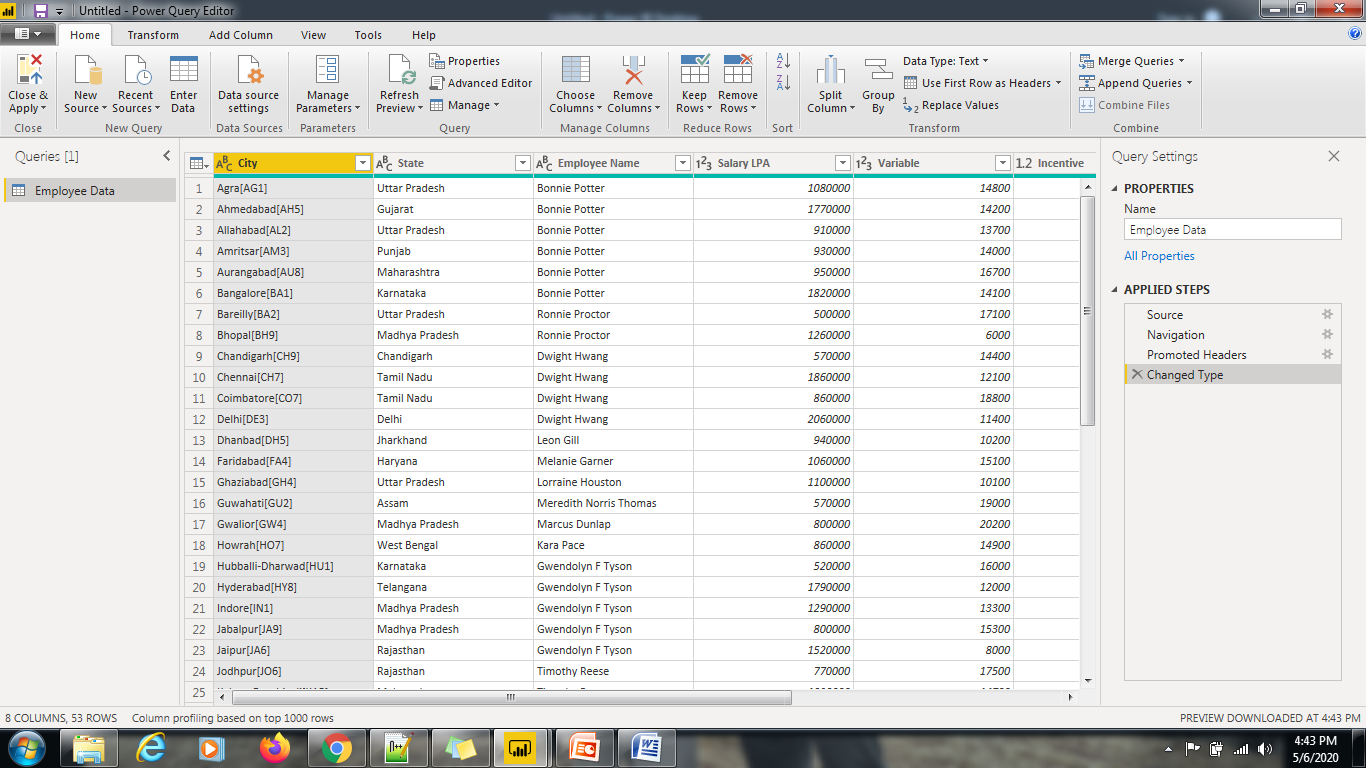 Untitled - Power Query Editor
Home Transform Add Column View Tools Help
Close & Apply
New Source
Recent Sources
Enter Data
Data source settings
Manage Parameters
Refresh Preview
Properties
Advanced Editor
Manage
Choose Columns
Remove Columns
Keep Rows
Remove Rows
Split Column
Group By
Data Type: Text
Use First Row as Headers
Replace Values
Merge Queries
Append Queries
Combine Files
Close New Query Data Sources Parameters Query Manage Columns Reduce Rows Sort Transform Combine
Queries [1]
Employee Data
City State Employee Name Salary LPA Variable 1.2 Incentive
1 Agra[AG1] Uttar Pradesh Bonnie Potter 1080000 14800
2 Ahmedabad[AH5] Gujarat Bonnie Potter 1770000 14200
3 Allahabad[AL2] Uttar Pradesh Bonnie Potter 910000 13700
4 Amritsar[AM3] Punjab Bonnie Potter 930000 14000
5 Aurangabad[AU8] Maharashtra Bonnie Potter 950000 16700
6 Bangalore[BA1] Karnataka Bonnie Potter 1820000 14100
7 Bareilly[BA2] Uttar Pradesh Ronnie Proctor 500000 17100
8 Bhopal[BH9] Madhya Pradesh Ronnie Proctor 1260000 6000
9 Chandigarh[CH9] Chandigarh Dwight Hwang 570000 14400
10 Chennai[CH7] Tamil Nadu Dwight Hwang 1860000 12100
11 Coimbatore[CO7] Tamil Nadu Dwight Hwang 860000 18800
12 Delhi[DE3] Delhi Dwight Hwang 2060000 11400
13 Dhanbad[DH5] Jharkhand Leon Gill 940000 10200
14 Faridabad[FA4] Haryana Melanie Garner 1060000 15100
15 Ghaziabad[GH4] Uttar Pradesh Lorraine Houston 1100000 10100
16 Guwahati[GU2] Assam Meredith Norris Thomas 570000 19000
17 Gwalior[GW4] Madhya Pradesh Marcus Dunlap 800000 20200
18 Howrah[HO7] West Bengal Kara Pace 860000 14900
19 Hubballi-Dharwad[HU1] Karnataka Gwendolyn F Tyson 520000 16000
20 Hyderabad[HY8] Telangana Gwendolyn F Tyson 1790000 12000
21 Indore[IN1] Madhya Pradesh Gwendolyn F Tyson 1290000 13300
22 Jabalpur[JA9] Madhya Pradesh Gwendolyn F Tyson 800000 15300
23 Jaipur[JA6] Rajasthan Gwendolyn F Tyson 1520000 8000
24 Jodhpur[JO6] Rajasthan Timothy Reese 770000 17500
25
Query Settings
PROPERTIES
Name
Employee Data
All Properties
APPLIED STEPS
Source
Navigation
Promoted Headers
Changed Type
8 COLUMNS, 53 ROWS Column profiling based on top 1000 rows
PREVIEW DOWNLOADED AT 4:43 PM
4:43 PM
5/6/2020